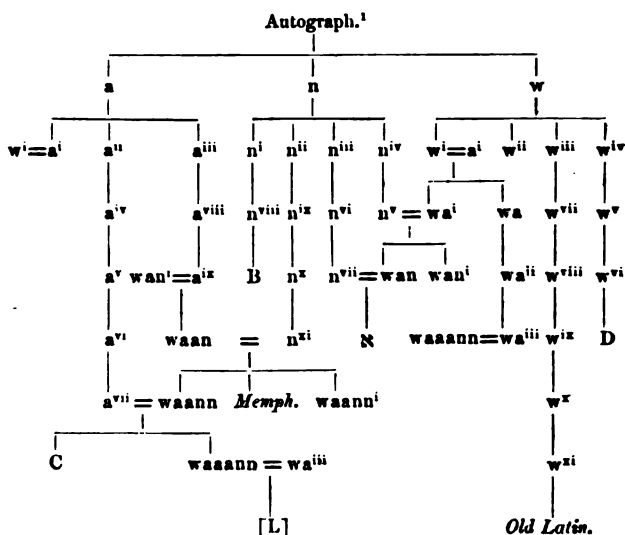 Autograph.¹
a n w
wⁱ=aⁱ aⁱⁱ aⁱⁱⁱ nⁱ nⁱⁱ nⁱⁱⁱ nⁱᵛ wⁱ=aⁱ wⁱⁱ wⁱⁱⁱ wⁱᵛ
aⁱᵛ aᵛⁱⁱⁱ nᵛⁱⁱⁱ nⁱˣ nᵛⁱ nᵛ = waⁱ wa wᵛⁱⁱ wᵛ
aᵛ wanⁱ=aⁱˣ B nˣ nᵛⁱⁱ=wan wanⁱ waⁱⁱ wᵛⁱⁱⁱ wᵛⁱ
aᵛⁱ waan = nˣⁱ א waaann=waⁱⁱⁱ wⁱˣ D
aᵛⁱⁱ=waann Memph. waannⁱ wˣ
C waaann=waⁱⁱⁱ wˣⁱ
[L] Old Latin.